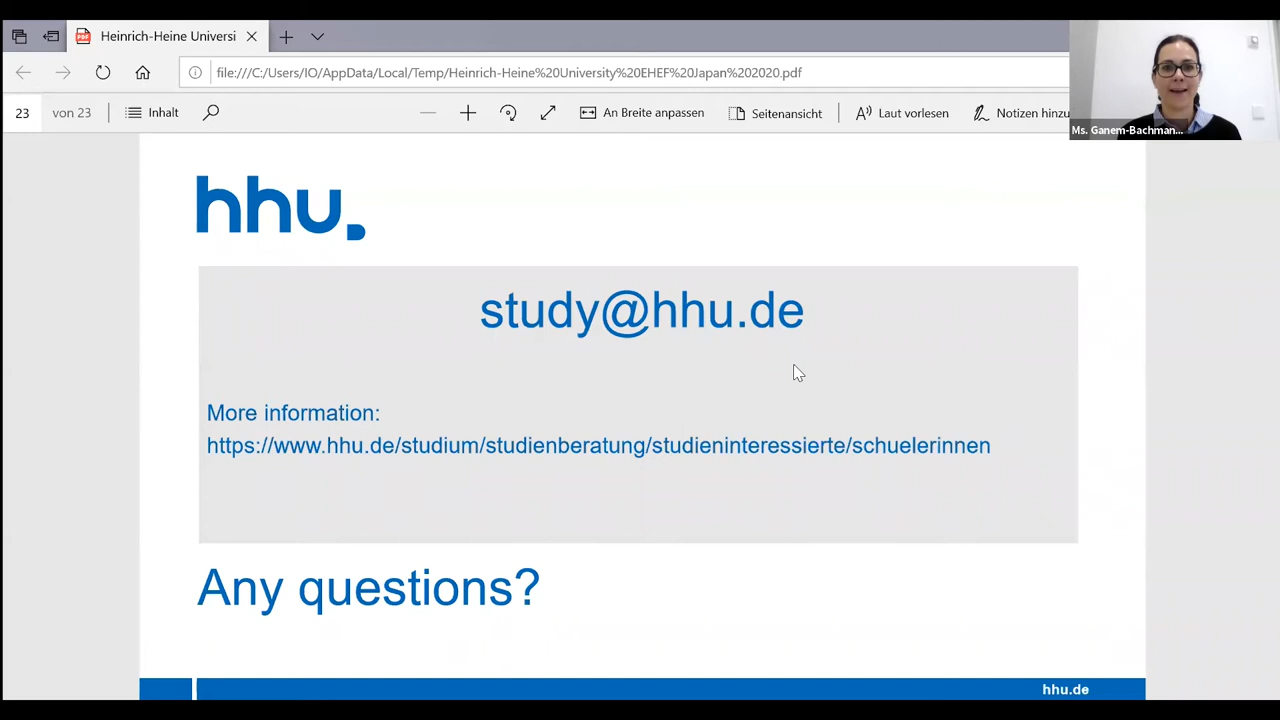 Heinrich-Heine Universi
file:///C:/Users/IO/AppData/Local/Temp/Heinrich-Heine%20University%20EHEF%20Japan%202020.pdf
23 von 23 Inhalt An Breite anpassen Seitenansicht Laut vorlesen Notizen hinzu
Ms. Ganem-Bachman...
hhu.
study@hhu.de
More information:
https://www.hhu.de/studium/studienberatung/studieninteressierte/schuelerinnen
Any questions?
hhu.de